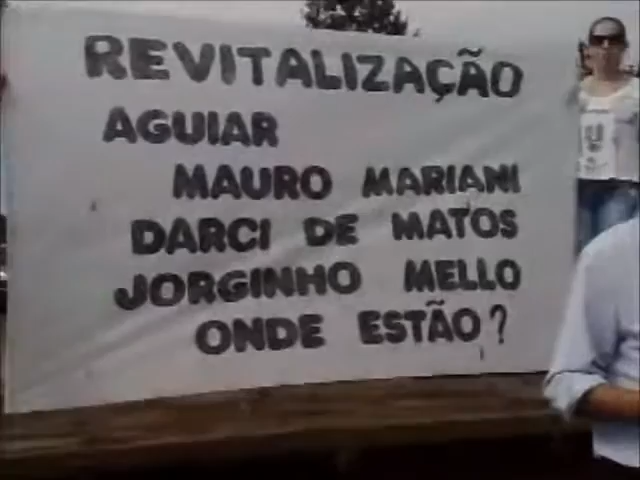 REVITALIZAÇÃO
AGUIAR
MAURO MARIANI
DARCI DE MATOS
JORGINHO MELLO
ONDE ESTÃO?